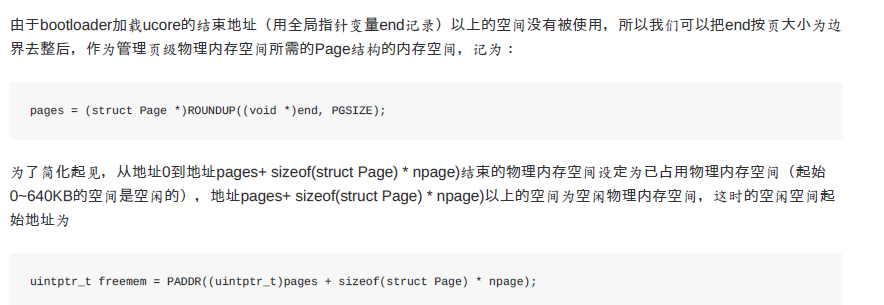 由于bootloader加载ucore的结束地址（用全局指针变量end记录）以上的空间没有被使用，所以我们可以把end按页大小为边
界去整后，作为管理页级物理内存空间所需的Page结构的内存空间，记为：
pages = (struct Page *)ROUNDUP((void *)end, PGSIZE);
为了简化起见，从地址0到地址pages+ sizeof(struct Page) * npage)结束的物理内存空间设定为已占用物理内存空间（起始
0~640KB的空间是空闲的），地址pages+ sizeof(struct Page) * npage)以上的空间为空闲物理内存空间，这时的空闲空间起
始地址为
uintptr_t freemem = PADDR((uintptr_t)pages + sizeof(struct Page) * npage);